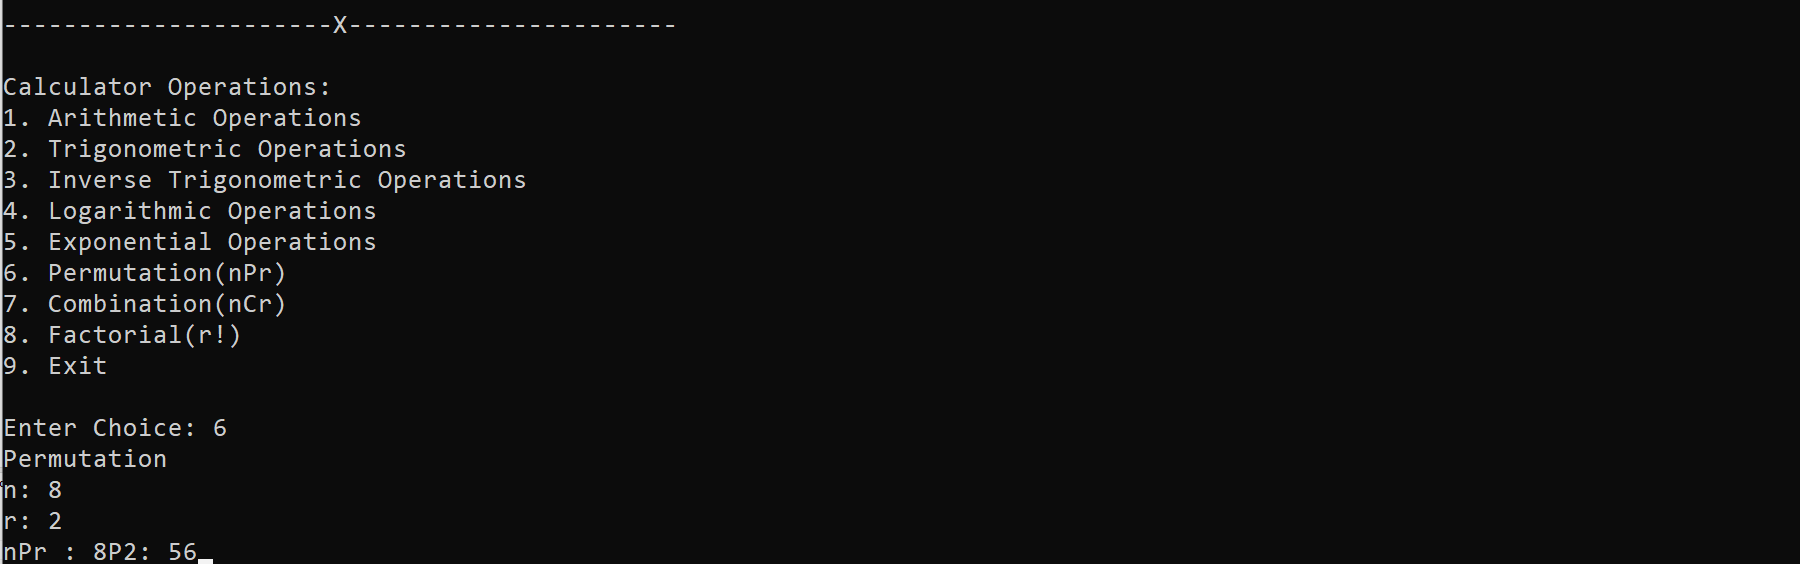 ----------------------X----------------------
Calculator Operations:
1. Arithmetic Operations
2. Trigonometric Operations
3. Inverse Trigonometric Operations
4. Logarithmic Operations
5. Exponential Operations
6. Permutation(nPr)
7. Combination(nCr)
8. Factorial(r!)
9. Exit
Enter Choice: 6
Permutation
n: 8
r: 2
nPr : 8P2: 56